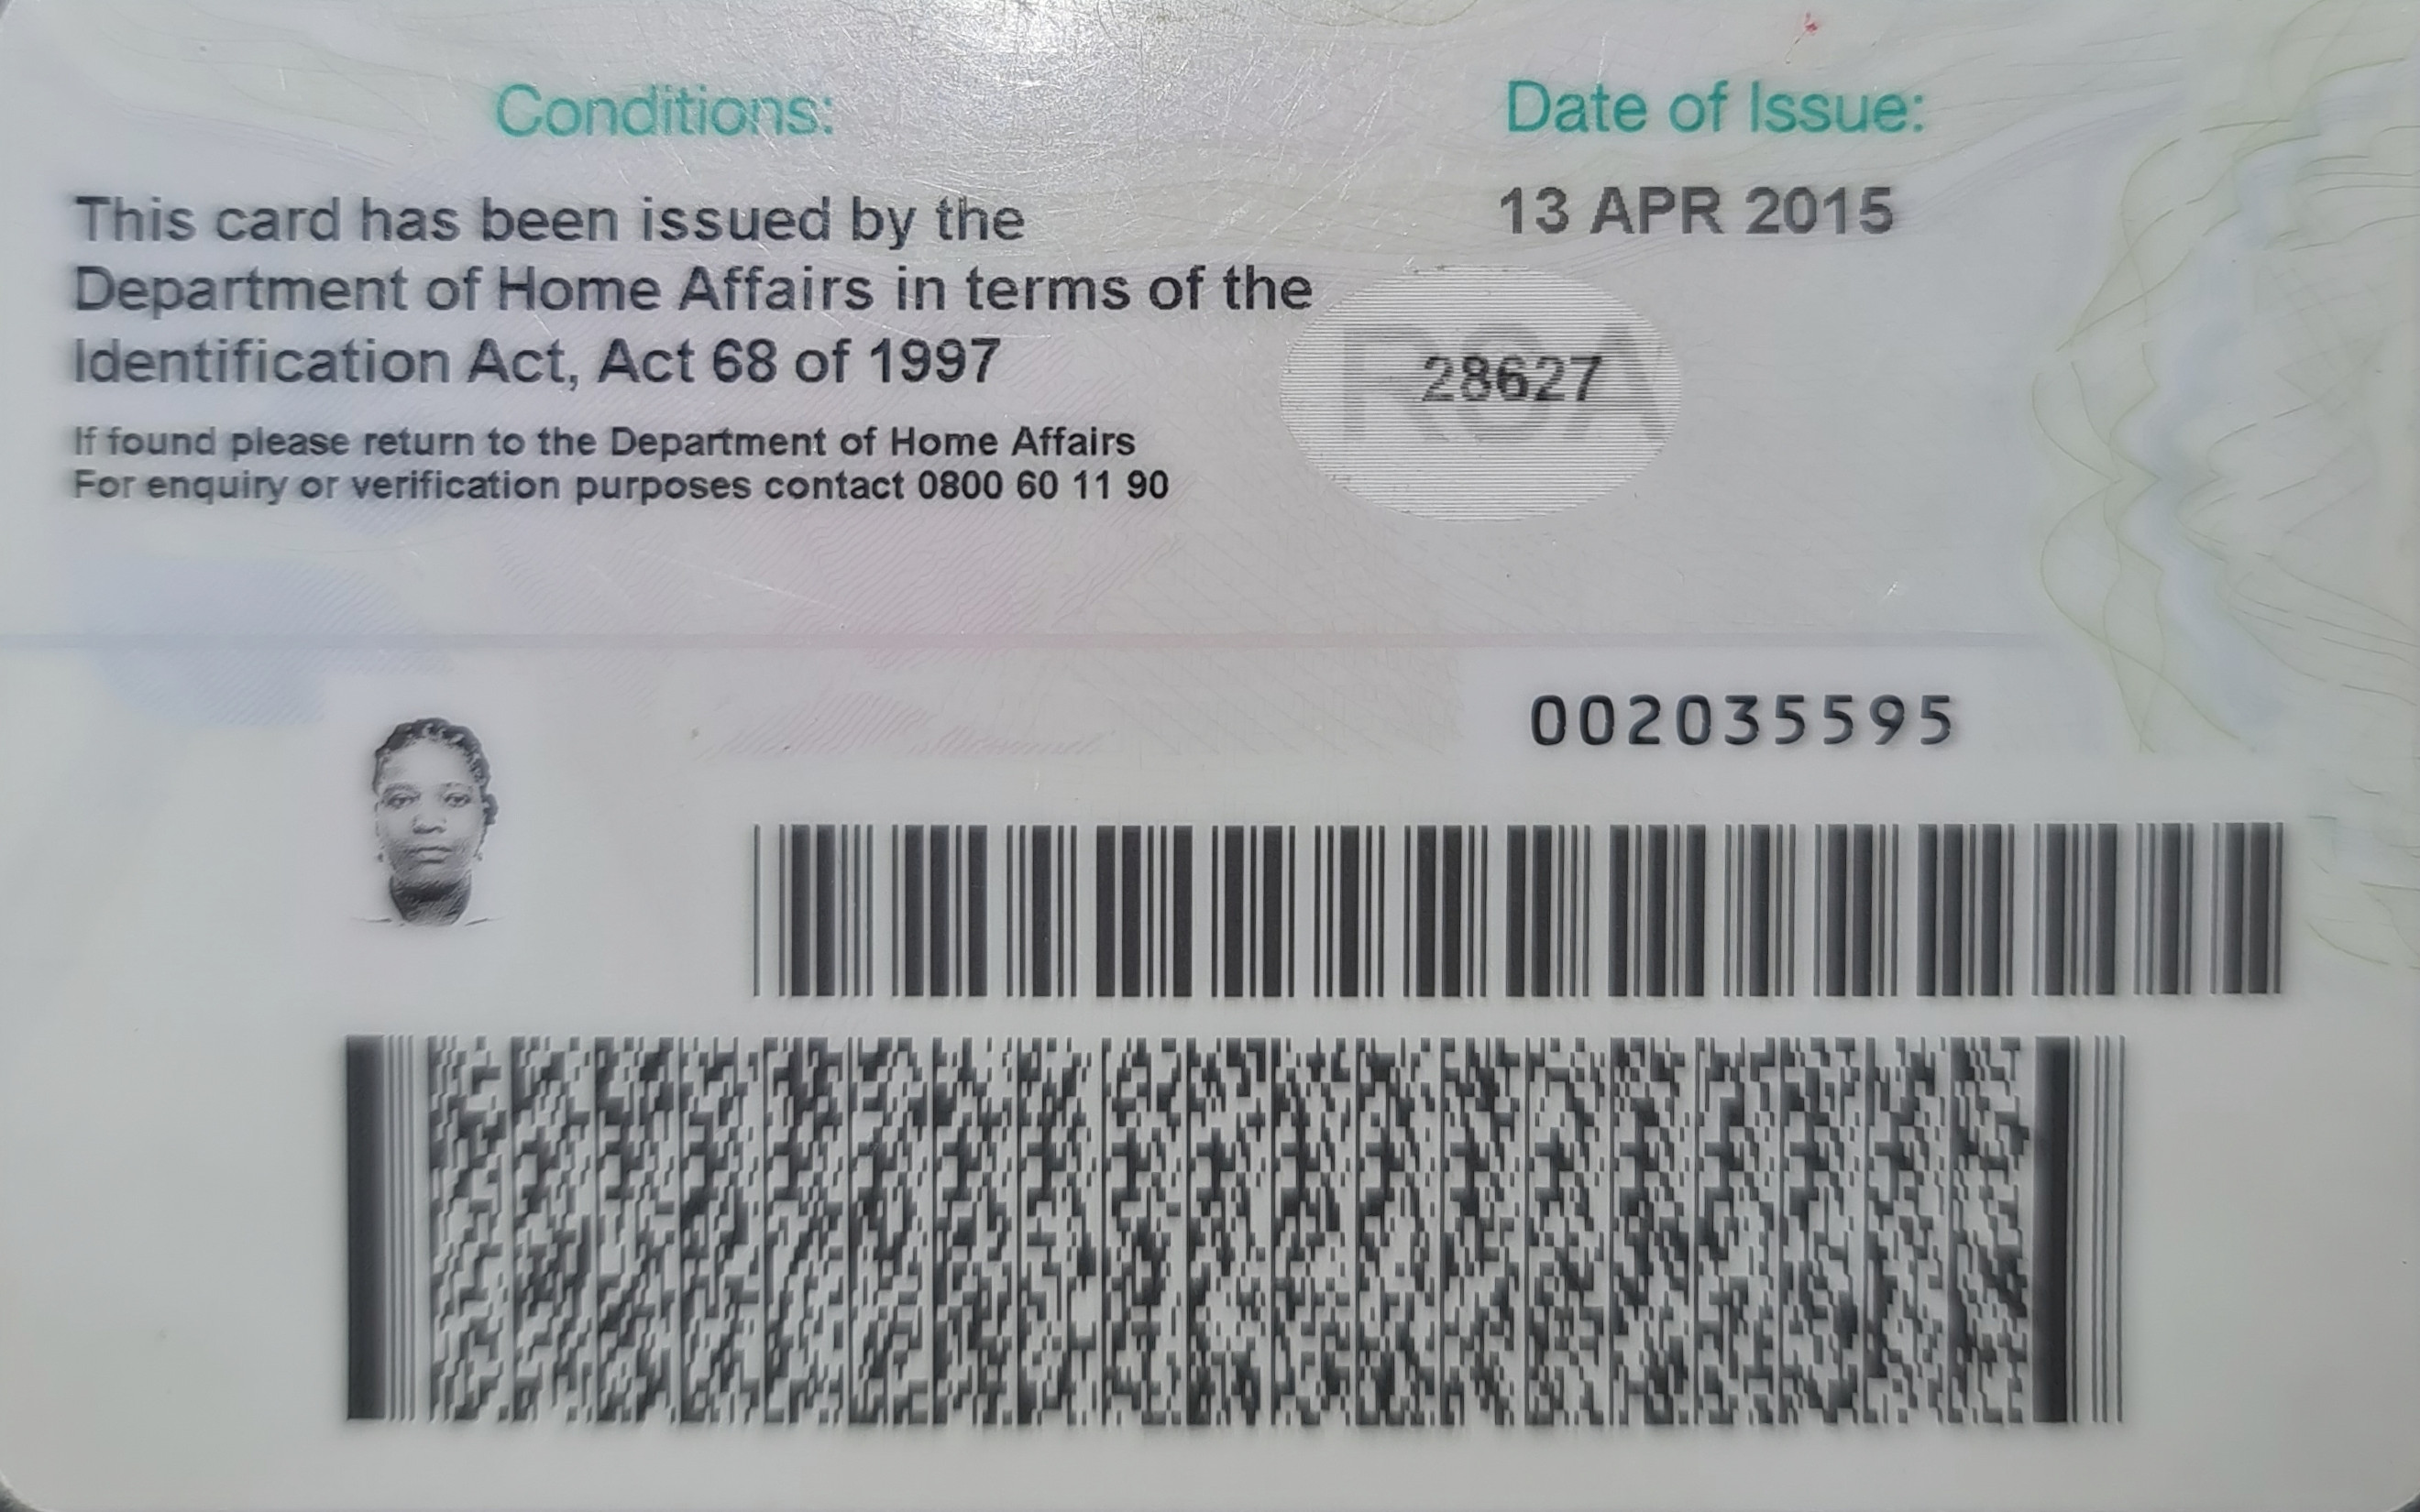 Conditions:
This card has been issued by the
Department of Home Affairs in terms of the
Identification Act, Act 68 of 1997
If found please return to the Department of Home Affairs
For enquiry or verification purposes contact 0800 60 11 90
Date of Issue:
13 APR 2015
RSA
28627
002035595